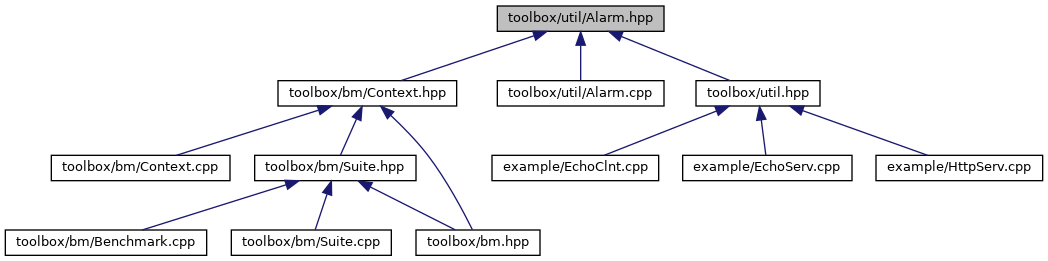 toolbox/util/Alarm.hpp
toolbox/bm/Context.hpp
toolbox/util/Alarm.cpp
toolbox/util.hpp
toolbox/bm/Context.cpp
toolbox/bm/Suite.hpp
example/EchoClnt.cpp
example/EchoServ.cpp
example/HttpServ.cpp
toolbox/bm/Benchmark.cpp
toolbox/bm/Suite.cpp
toolbox/bm.hpp